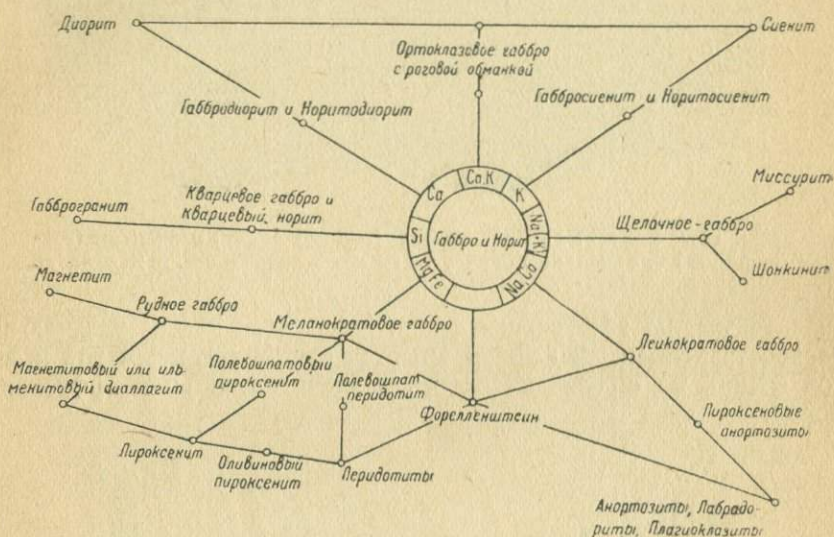 Диорит
Сиенит
Ортоклазовое габбро
с роговой обманкой
Габбродиорит и Норитодиорит
Габбросиенит и Норитосиенит
Миссурит
Ca
Ca,K
K
Na(+K)
Габброгранит
Кварцевое габбро и
кварцевый норит
Si
Габбро и Норит
Щелочное-габбро
Mg,Fe
Na,Ca
Шонкинит
Магнетит
Рудное габбро
Меланократовое габбро
Лейкократовое габбро
Магнетитовый или иль-
менитовый диаллагит
Полевошпатовый
пироксенит
Полевошпат.
перидотит
Форелленштейн
Пироксеновые
анортозиты
Пироксенит
Оливиновый
пироксенит
Перидотиты
Анортозиты, Лабрадо-
риты, Плагиоклазиты